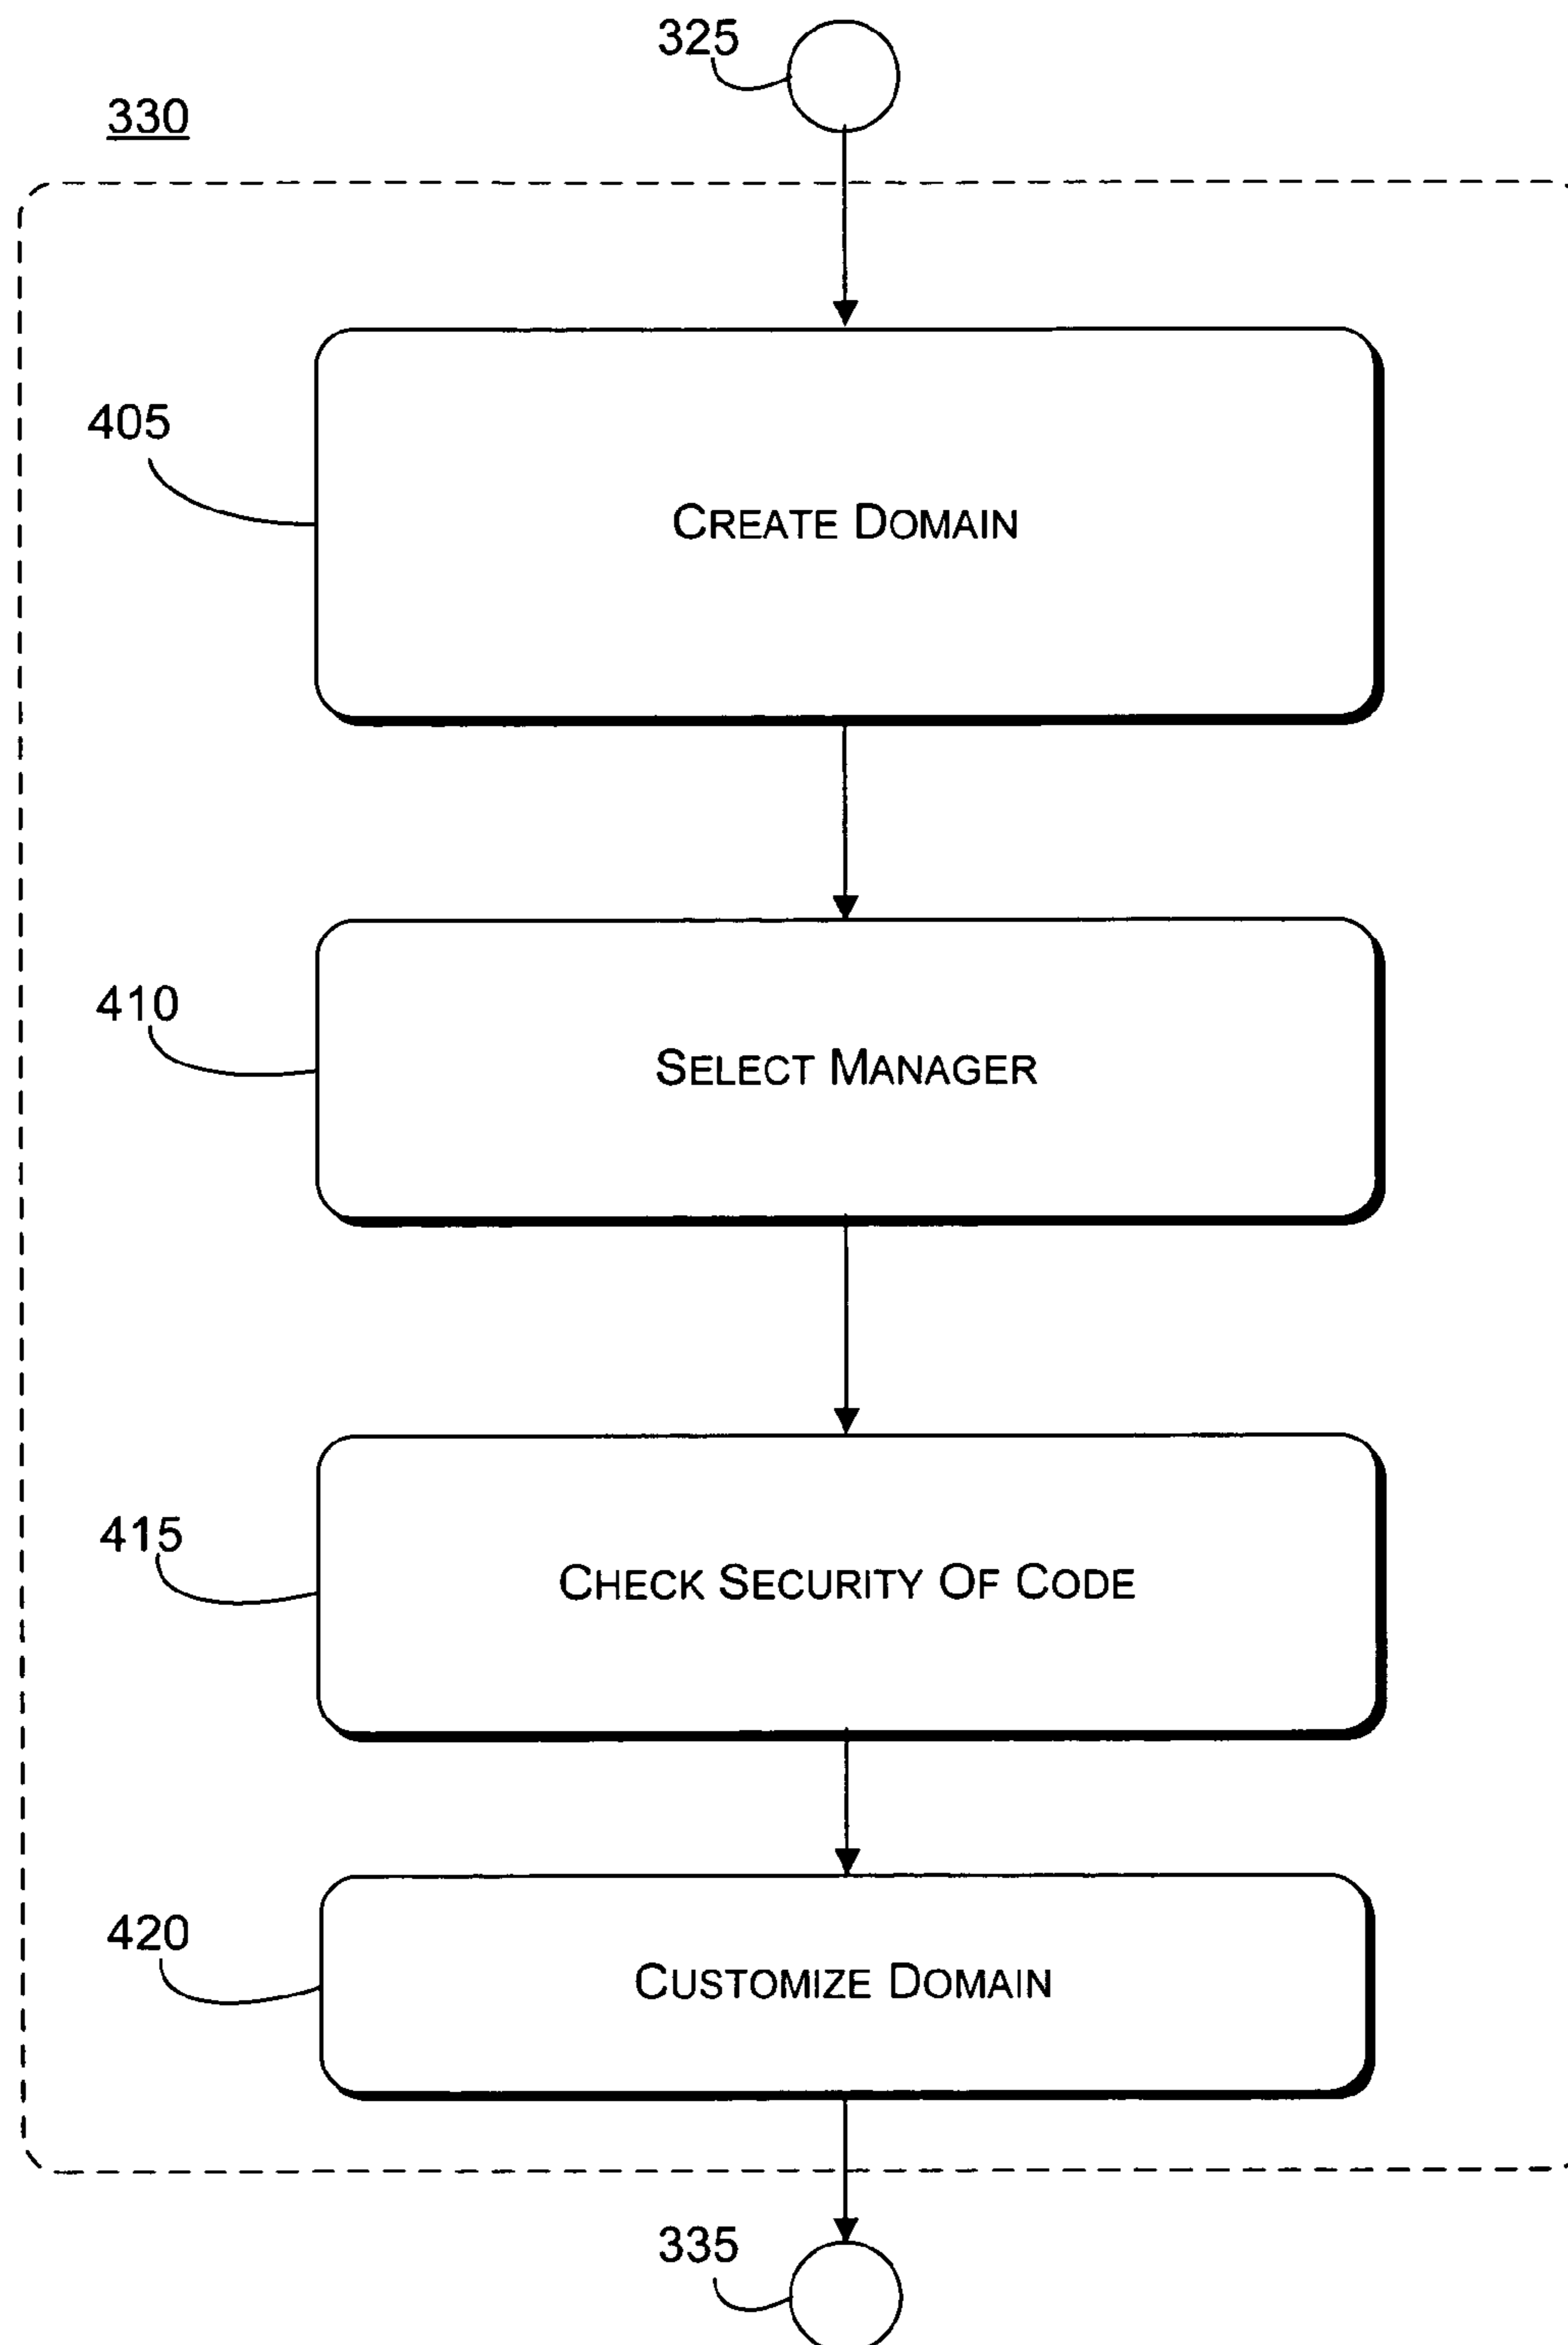 325
330
405
CREATE DOMAIN
410
SELECT MANAGER
415
CHECK SECURITY OF CODE
420
CUSTOMIZE DOMAIN
335